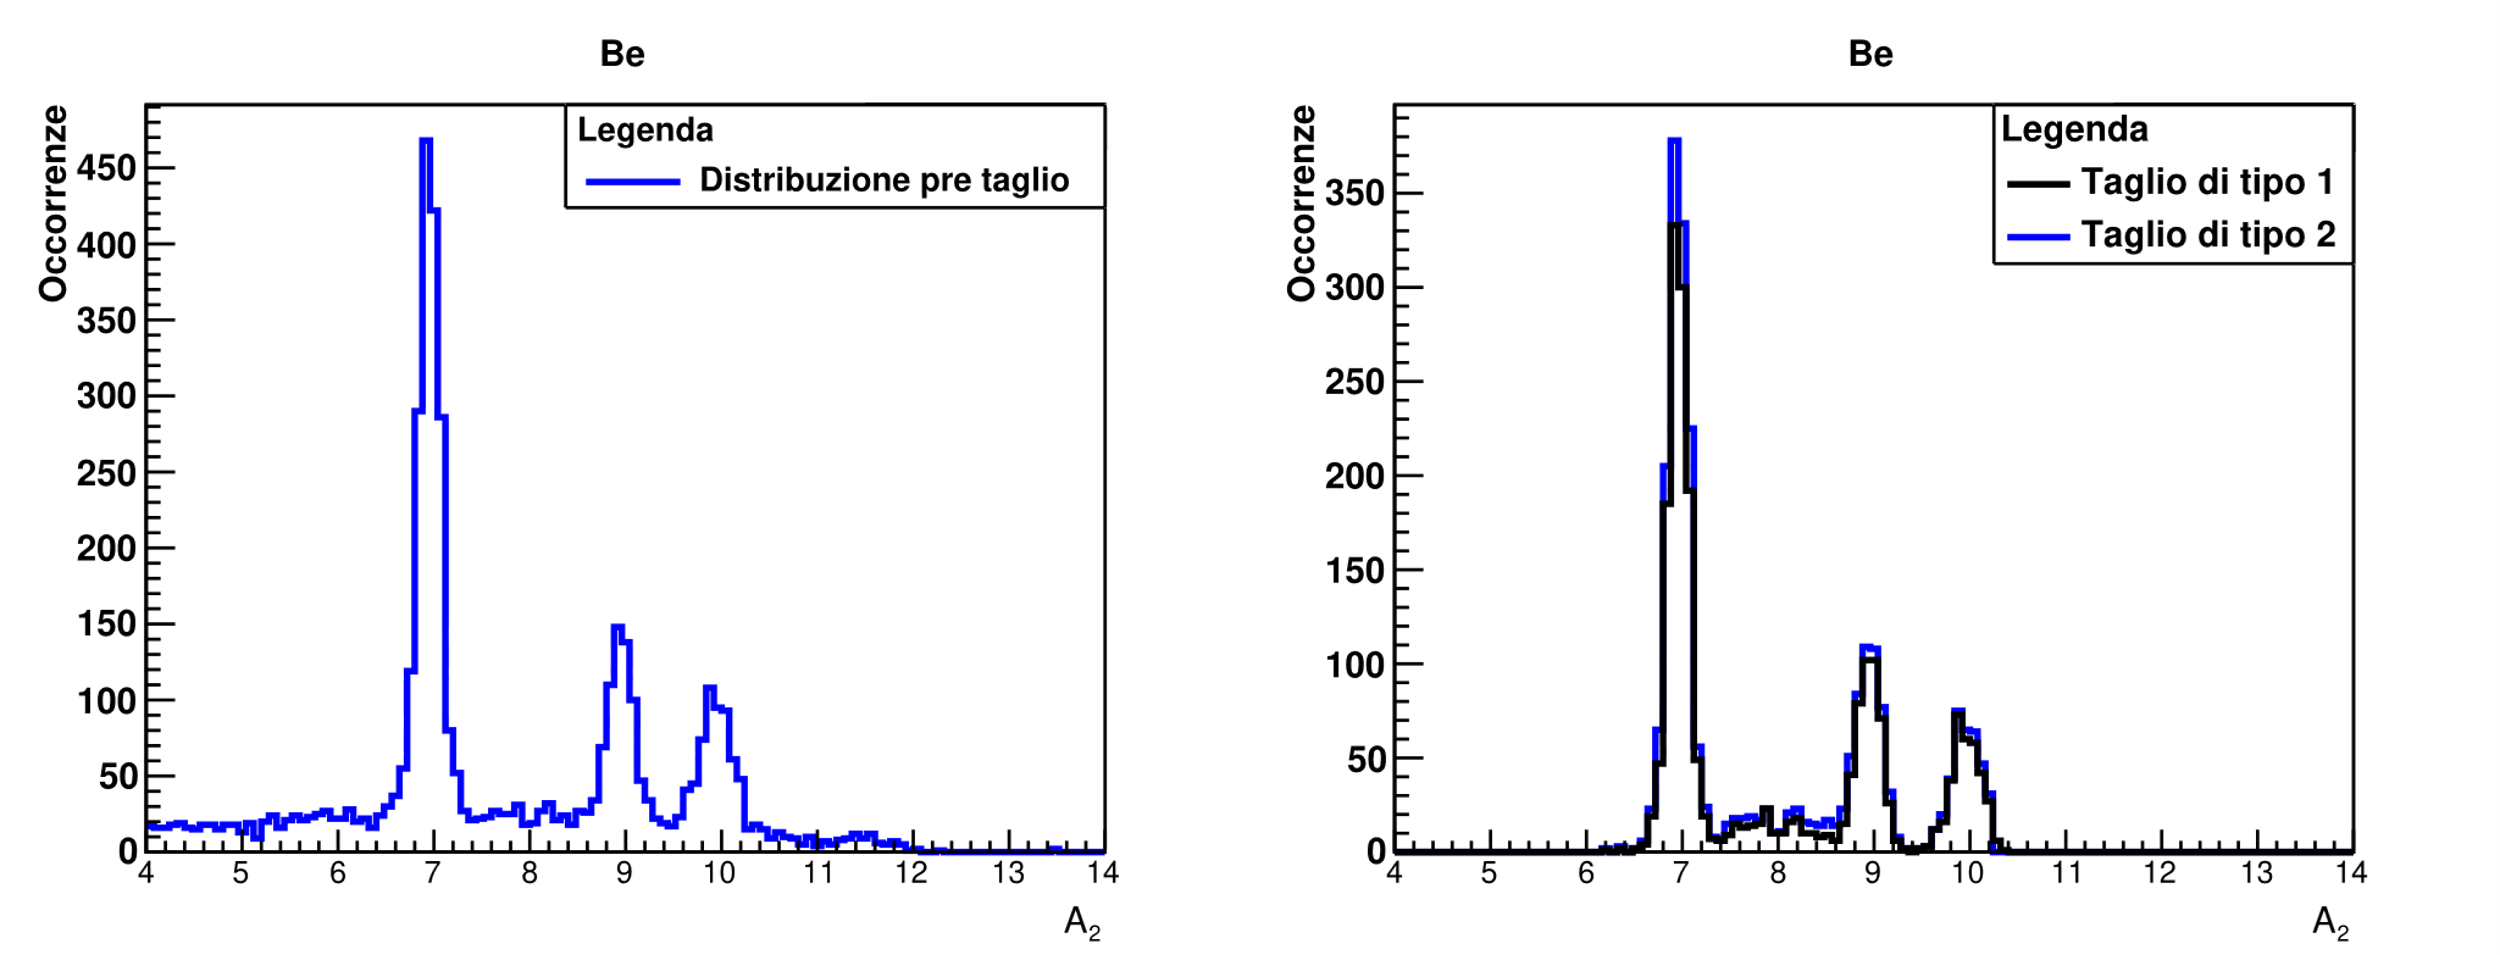 Be
Occorrenze
Legenda
Distribuzione pre taglio
450
400
350
300
250
200
150
100
50
0
4 5 6 7 8 9 10 11 12 13 14
A2
Be
Occorrenze
Legenda
Taglio di tipo 1
Taglio di tipo 2
350
300
250
200
150
100
50
0
4 5 6 7 8 9 10 11 12 13 14
A2